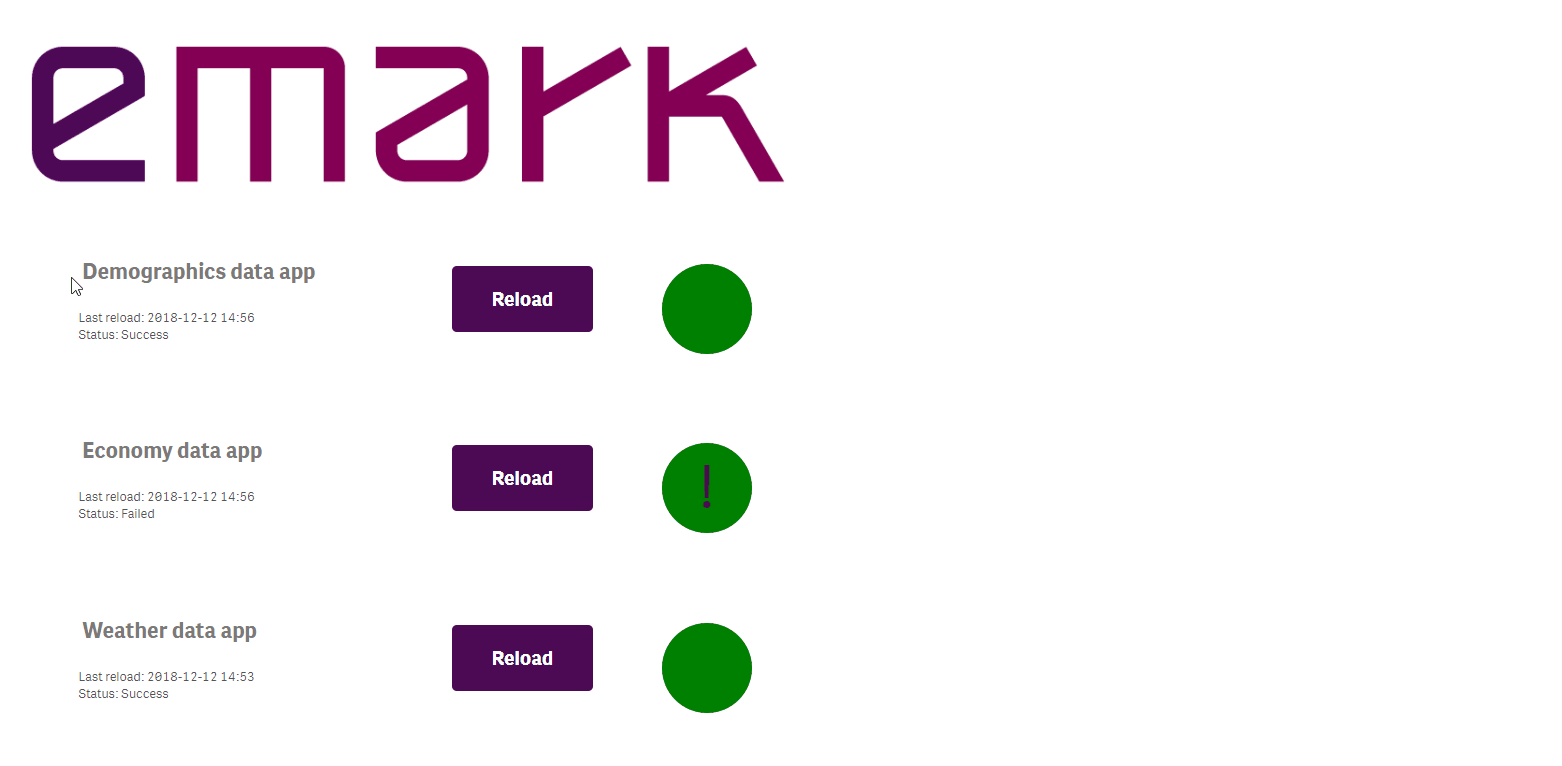 emark
Demographics data app
Reload
Last reload: 2018-12-12 14:56
Status: Success
Economy data app
Reload
!
Last reload: 2018-12-12 14:56
Status: Failed
Weather data app
Reload
Last reload: 2018-12-12 14:53
Status: Success